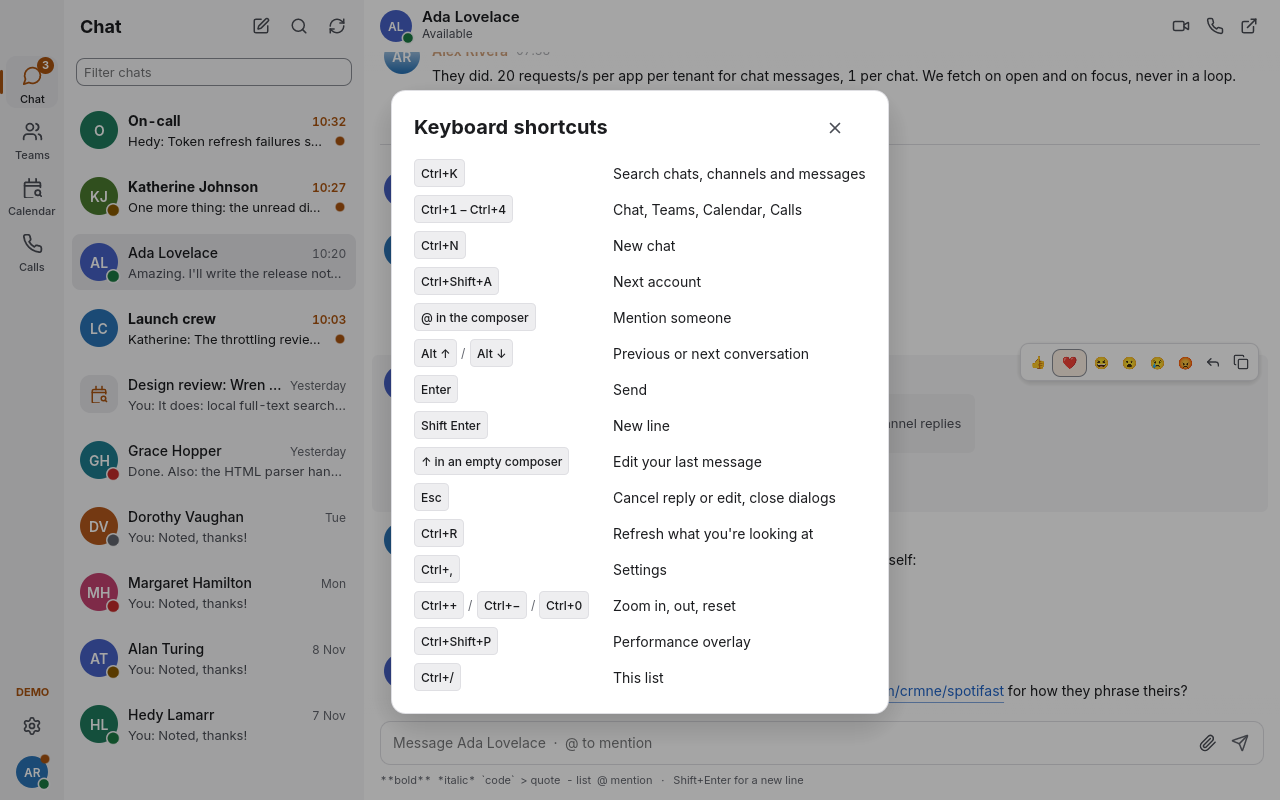 3
Chat
Teams
Calendar
Calls
DEMO
AR
Chat
Filter chats
O
On-call
10:32
Hedy: Token refresh failures s...
KJ
Katherine Johnson
10:27
One more thing: the unread di...
AL
Ada Lovelace
10:20
Amazing. I'll write the release not...
LC
Launch crew
10:03
Katherine: The throttling revie...
Design review: Wren ...
Yesterday
You: It does: local full-text search...
GH
Grace Hopper
Yesterday
Done. Also: the HTML parser han...
DV
Dorothy Vaughan
Tue
You: Noted, thanks!
MH
Margaret Hamilton
Mon
You: Noted, thanks!
AT
Alan Turing
8 Nov
You: Noted, thanks!
HL
Hedy Lamarr
7 Nov
You: Noted, thanks!
AL
Ada Lovelace
Available
AR
Alex Rivera 07:56
They did. 20 requests/s per app per tenant for chat messages, 1 per chat. We fetch on open and on focus, never in a loop.
Keyboard shortcuts
Ctrl+K Search chats, channels and messages
Ctrl+1 – Ctrl+4 Chat, Teams, Calendar, Calls
Ctrl+N New chat
Ctrl+Shift+A Next account
@ in the composer Mention someone
Alt ↑ / Alt ↓ Previous or next conversation
Enter Send
Shift Enter New line
↑ in an empty composer Edit your last message
Esc Cancel reply or edit, close dialogs
Ctrl+R Refresh what you're looking at
Ctrl+, Settings
Ctrl++ / Ctrl+− / Ctrl+0 Zoom in, out, reset
Ctrl+Shift+P Performance overlay
Ctrl+/ This list
nnel replies
self:
/crmne/spotifast for how they phrase theirs?
Message Ada Lovelace · @ to mention
**bold** *italic* `code` > quote - list @ mention · Shift+Enter for a new line